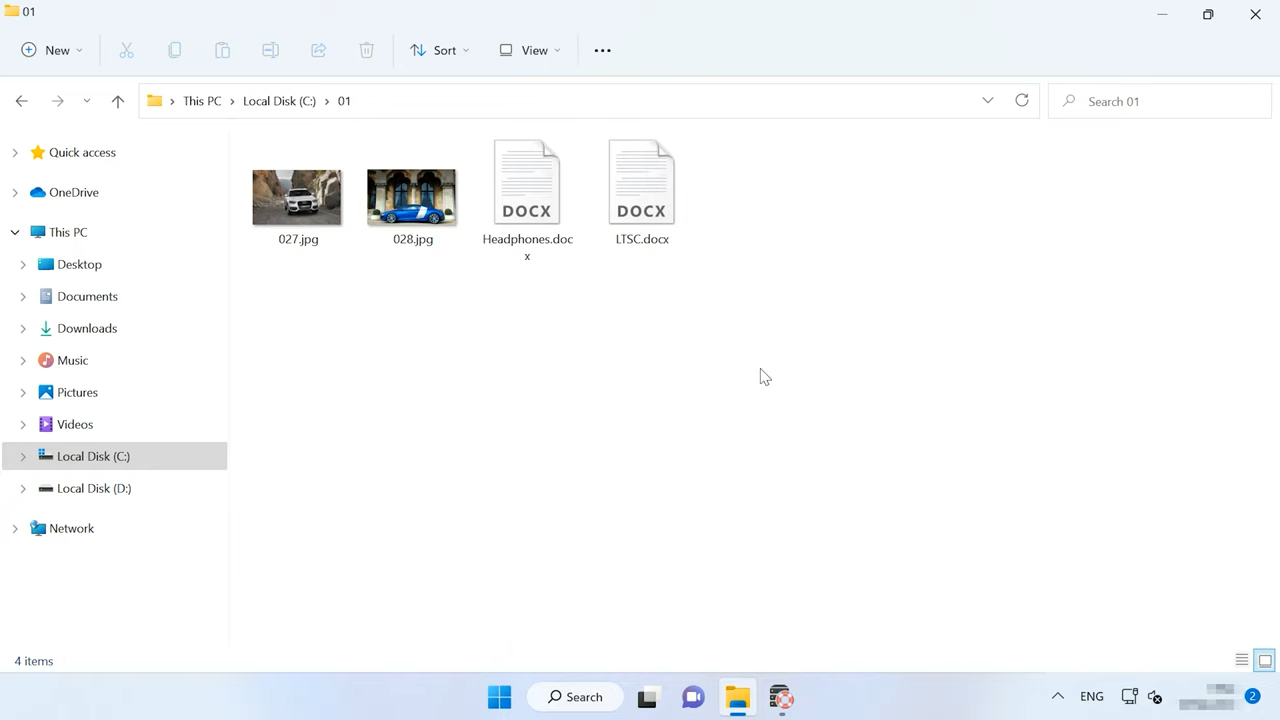 01
New
Sort
View
This PC
Local Disk (C:)
01
Search 01
Quick access
OneDrive
This PC
Desktop
Documents
Downloads
Music
Pictures
Videos
Local Disk (C:)
Local Disk (D:)
Network
DOCX
DOCX
027.jpg
028.jpg
Headphones.doc
x
LTSC.docx
4 items
Search
ENG
2